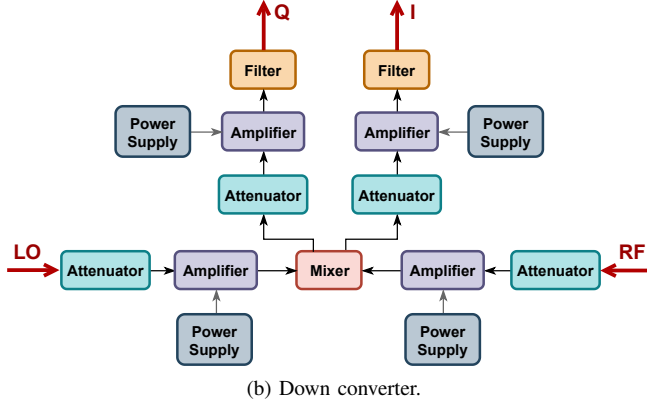 Q
I
Filter
Filter
Power
Supply
Amplifier
Amplifier
Power
Supply
Attenuator
Attenuator
LO
RF
Attenuator
Amplifier
Mixer
Amplifier
Attenuator
Power
Supply
Power
Supply
(b) Down converter.